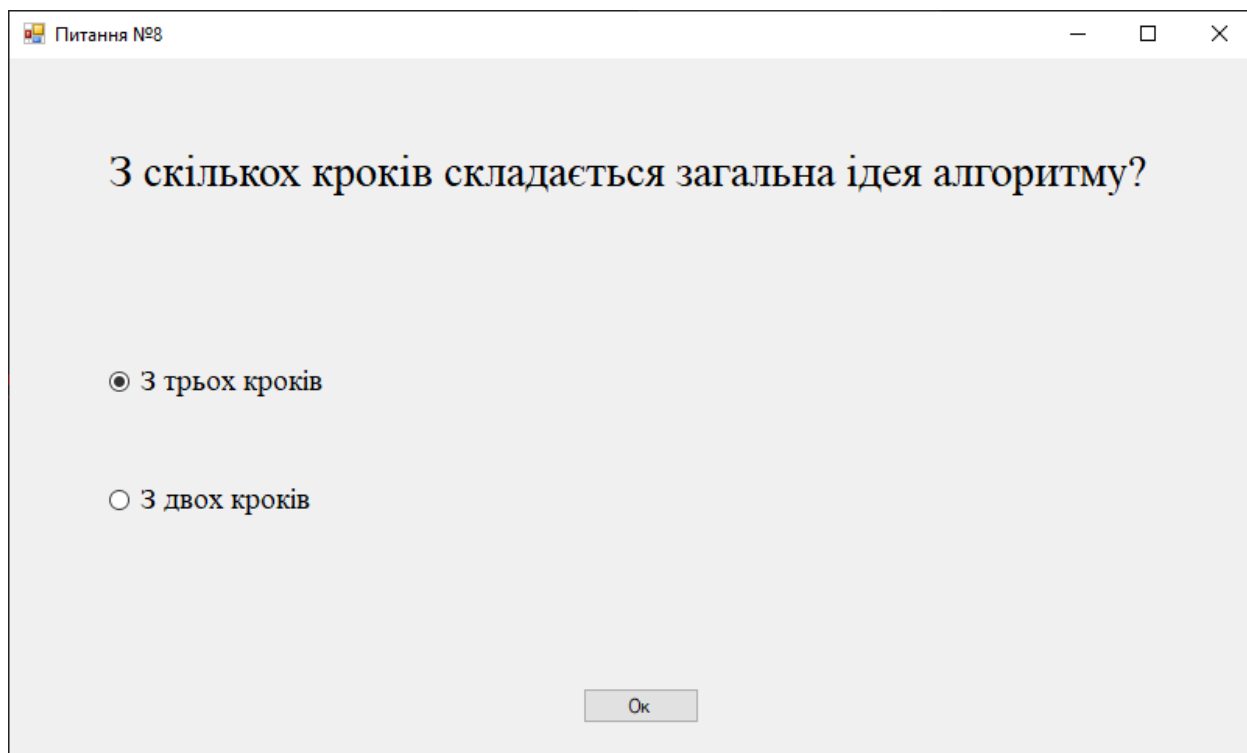 Питання №8
З скількох кроків складається загальна ідея алгоритму?
З трьох кроків
З двох кроків
Ок